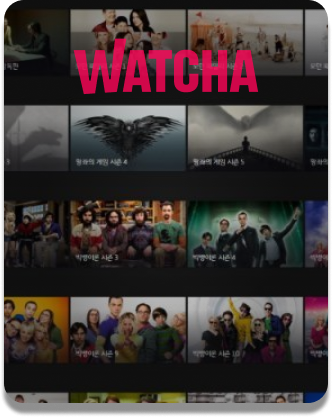 WATCHA
왕좌의 게임 시즌 4
왕좌의 게임 시즌 5
빅뱅이론 시즌 3
빅뱅이론 시즌 4
빅뱅이론 시즌 9
빅뱅이론 시즌 10